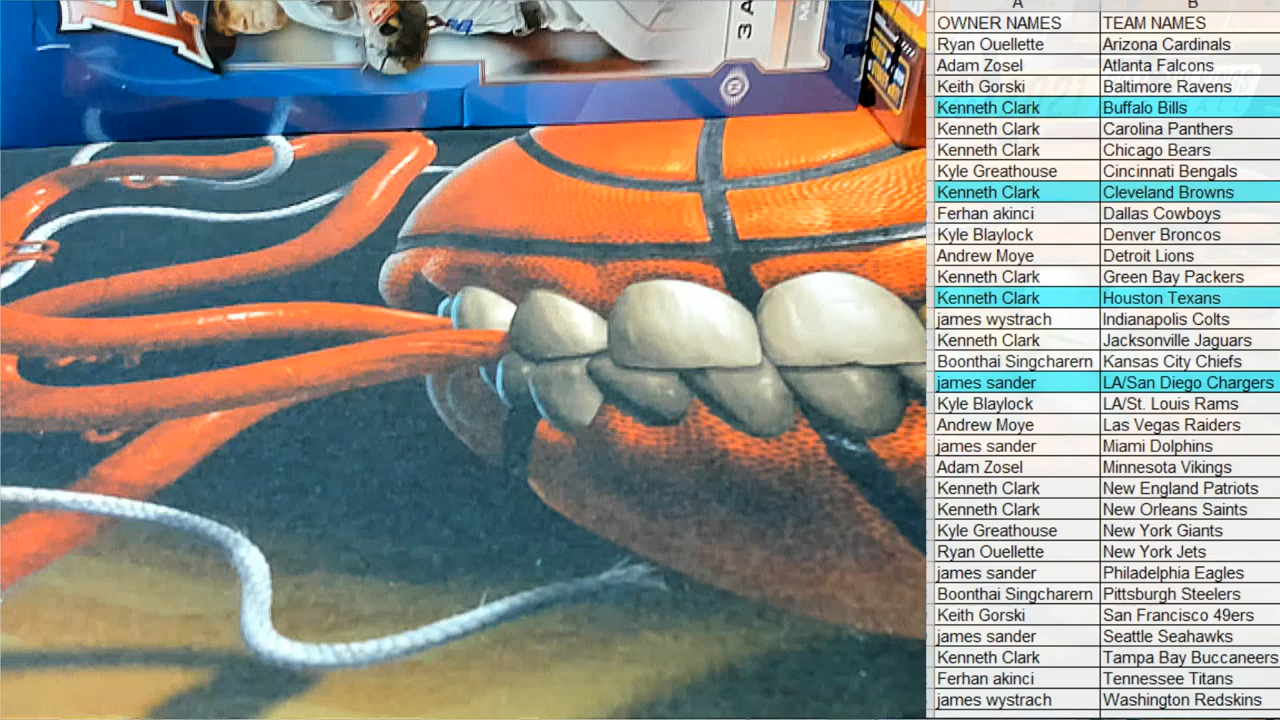 A B
OWNER NAMES TEAM NAMES
Ryan Ouellette Arizona Cardinals
Adam Zosel Atlanta Falcons
Keith Gorski Baltimore Ravens
Kenneth Clark Buffalo Bills
Kenneth Clark Carolina Panthers
Kenneth Clark Chicago Bears
Kyle Greathouse Cincinnati Bengals
Kenneth Clark Cleveland Browns
Ferhan akinci Dallas Cowboys
Kyle Blaylock Denver Broncos
Andrew Moye Detroit Lions
Kenneth Clark Green Bay Packers
Kenneth Clark Houston Texans
james wystrach Indianapolis Colts
Kenneth Clark Jacksonville Jaguars
Boonthai Singcharern Kansas City Chiefs
james sander LA/San Diego Chargers
Kyle Blaylock LA/St. Louis Rams
Andrew Moye Las Vegas Raiders
james sander Miami Dolphins
Adam Zosel Minnesota Vikings
Kenneth Clark New England Patriots
Kenneth Clark New Orleans Saints
Kyle Greathouse New York Giants
Ryan Ouellette New York Jets
james sander Philadelphia Eagles
Boonthai Singcharern Pittsburgh Steelers
Keith Gorski San Francisco 49ers
james sander Seattle Seahawks
Kenneth Clark Tampa Bay Buccaneers
Ferhan akinci Tennessee Titans
james wystrach Washington Redskins